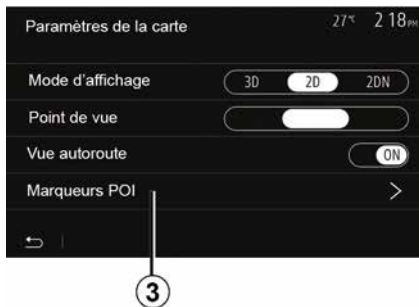 Paramètres de la carte 27°C 2 18PM
Mode d'affichage 3D 2D 2DN
Point de vue
Vue autoroute ON
Marqueurs POI
3